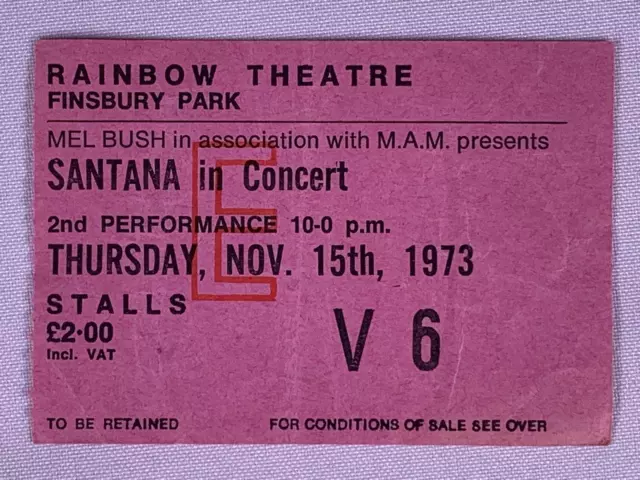 RAINBOW THEATRE
FINSBURY PARK
MEL BUSH in association with M.A.M. presents
SANTANA in Concert
E
2nd PERFORMANCE 10-0 p.m.
THURSDAY, NOV. 15th, 1973
STALLS
£2·00
Incl. VAT
V 6
TO BE RETAINED
FOR CONDITIONS OF SALE SEE OVER